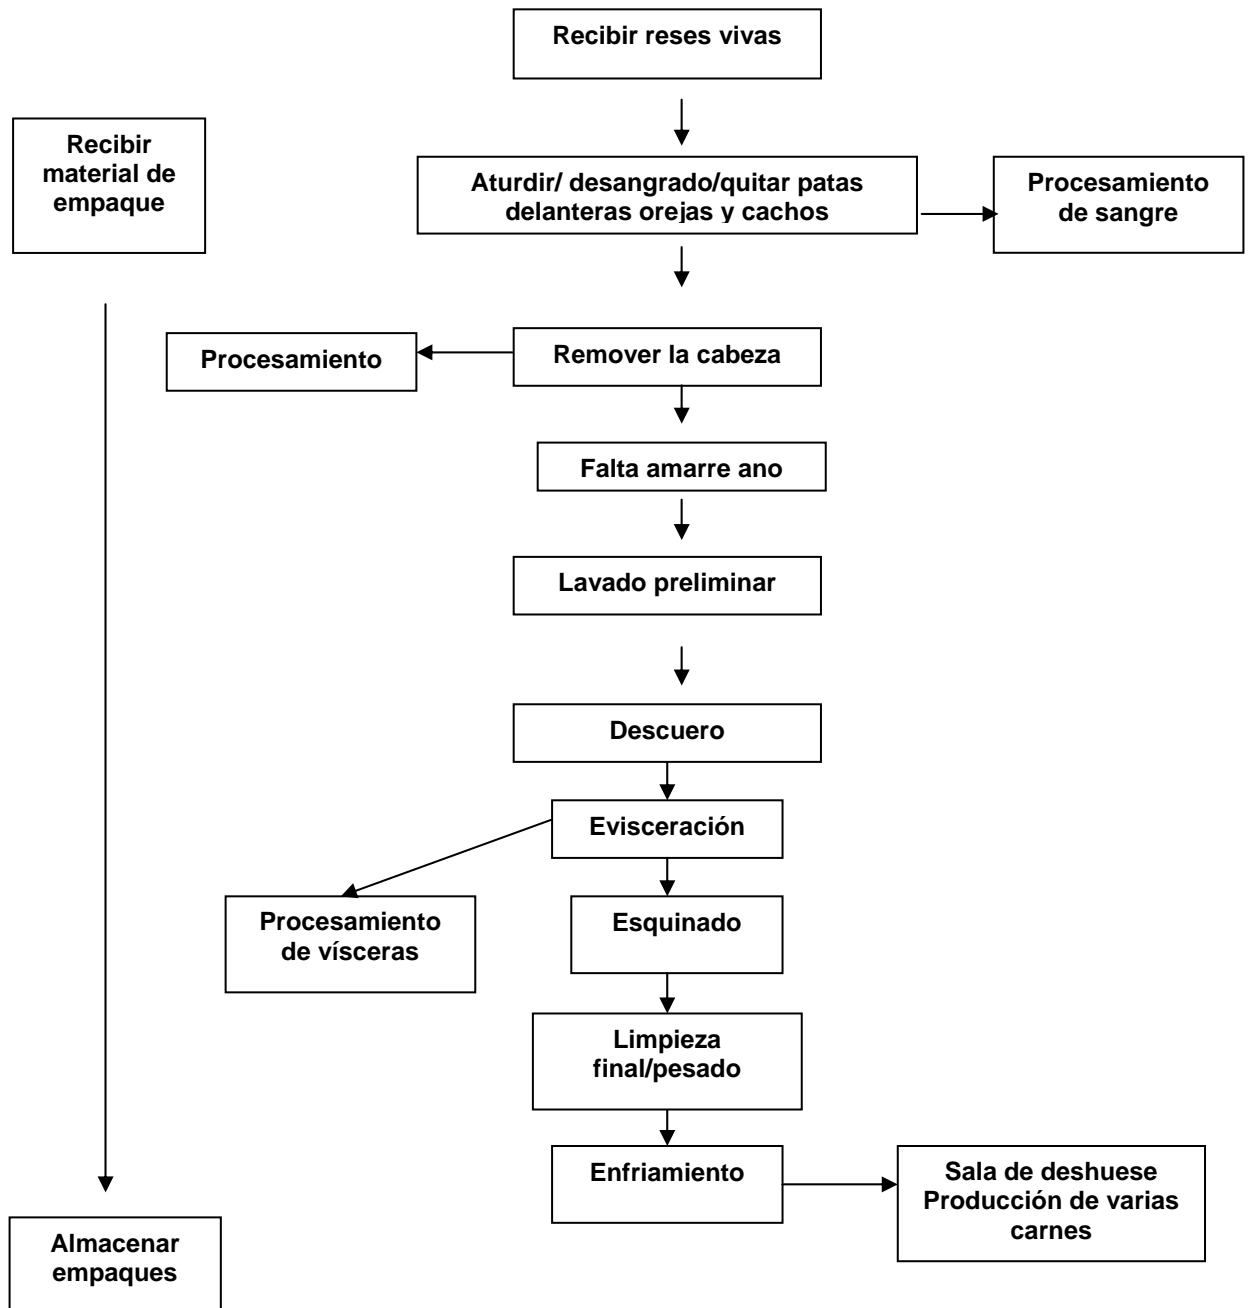 Recibir reses vivas
Recibir
material de
empaque
Aturdir/ desangrado/quitar patas
delanteras orejas y cachos
Procesamiento
de sangre
Procesamiento
Remover la cabeza
Falta amarre ano
Lavado preliminar
Descuero
Evisceración
Procesamiento
de vísceras
Esquinado
Limpieza
final/pesado
Enfriamiento
Sala de deshuese
Producción de varias
carnes
Almacenar
empaques